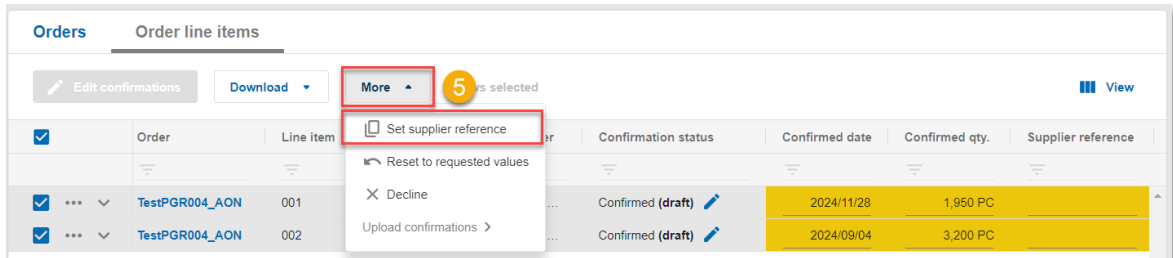 Orders Order line items
Edit confirmations Download More 5 vs selected View
Set supplier reference
Order Line item er Confirmation status Confirmed date Confirmed qty. Supplier reference
Reset to requested values
Decline
TestPGR004_AON 001 ... Confirmed (draft) 2024/11/28 1,950 PC
Upload confirmations
TestPGR004_AON 002 ... Confirmed (draft) 2024/09/04 3,200 PC